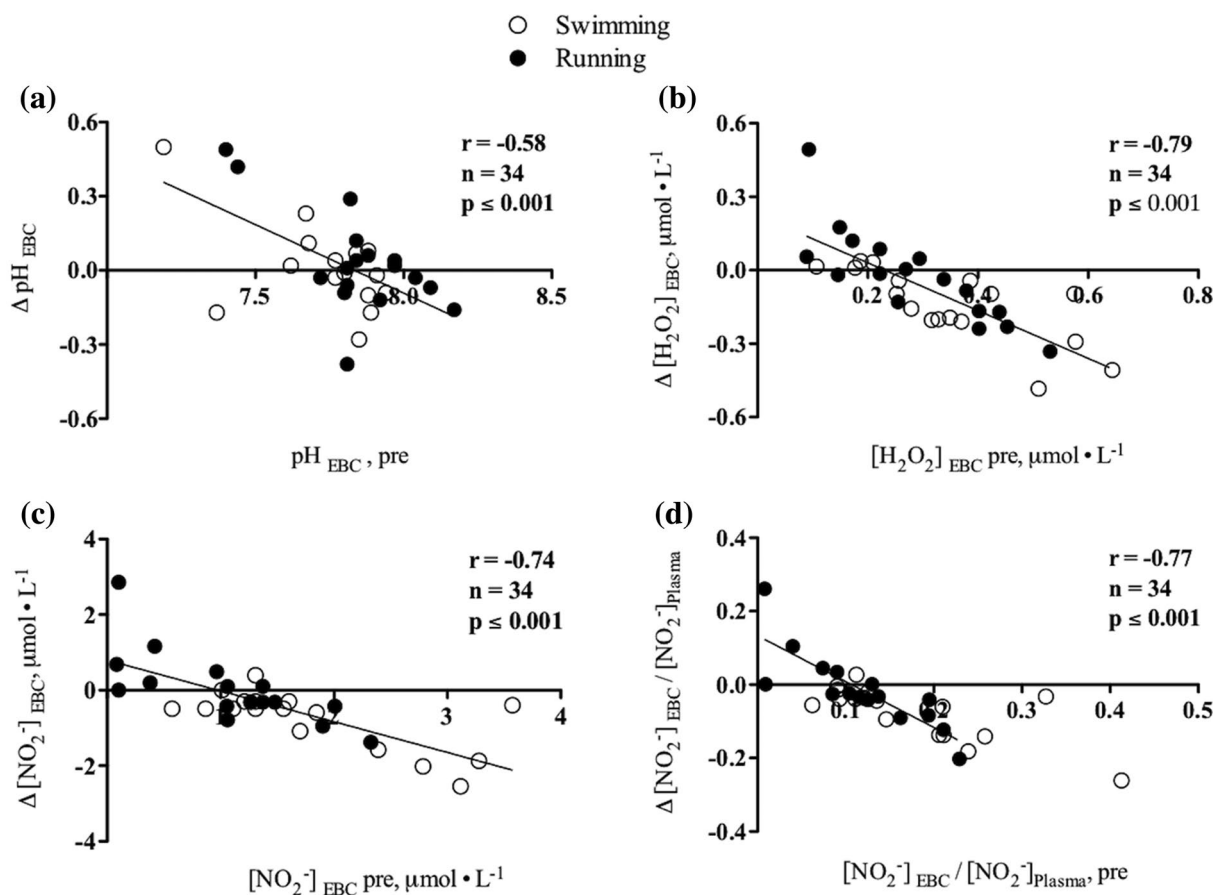 Swimming
Running
(a)
0.6
0.3
0.0
-0.3
-0.6
7.5
8.0
8.5
r = -0.58
n = 34
p ≤ 0.001
Δ pH EBC
pH EBC , pre
(b)
0.6
0.3
0.0
-0.3
-0.6
0.2
0.4
0.6
0.8
r = -0.79
n = 34
p ≤ 0.001
Δ [H₂O₂] EBC, µmol • L⁻¹
[H₂O₂] EBC pre, µmol • L⁻¹
(c)
4
2
0
-2
-4
1
2
3
4
r = -0.74
n = 34
p ≤ 0.001
Δ [NO₂⁻] EBC, µmol • L⁻¹
[NO₂⁻] EBC pre, µmol • L⁻¹
(d)
0.4
0.2
0.0
-0.2
-0.4
0.1
0.2
0.3
0.4
0.5
r = -0.77
n = 34
p ≤ 0.001
Δ [NO₂⁻] EBC / [NO₂⁻]Plasma
[NO₂⁻] EBC / [NO₂⁻]Plasma, pre